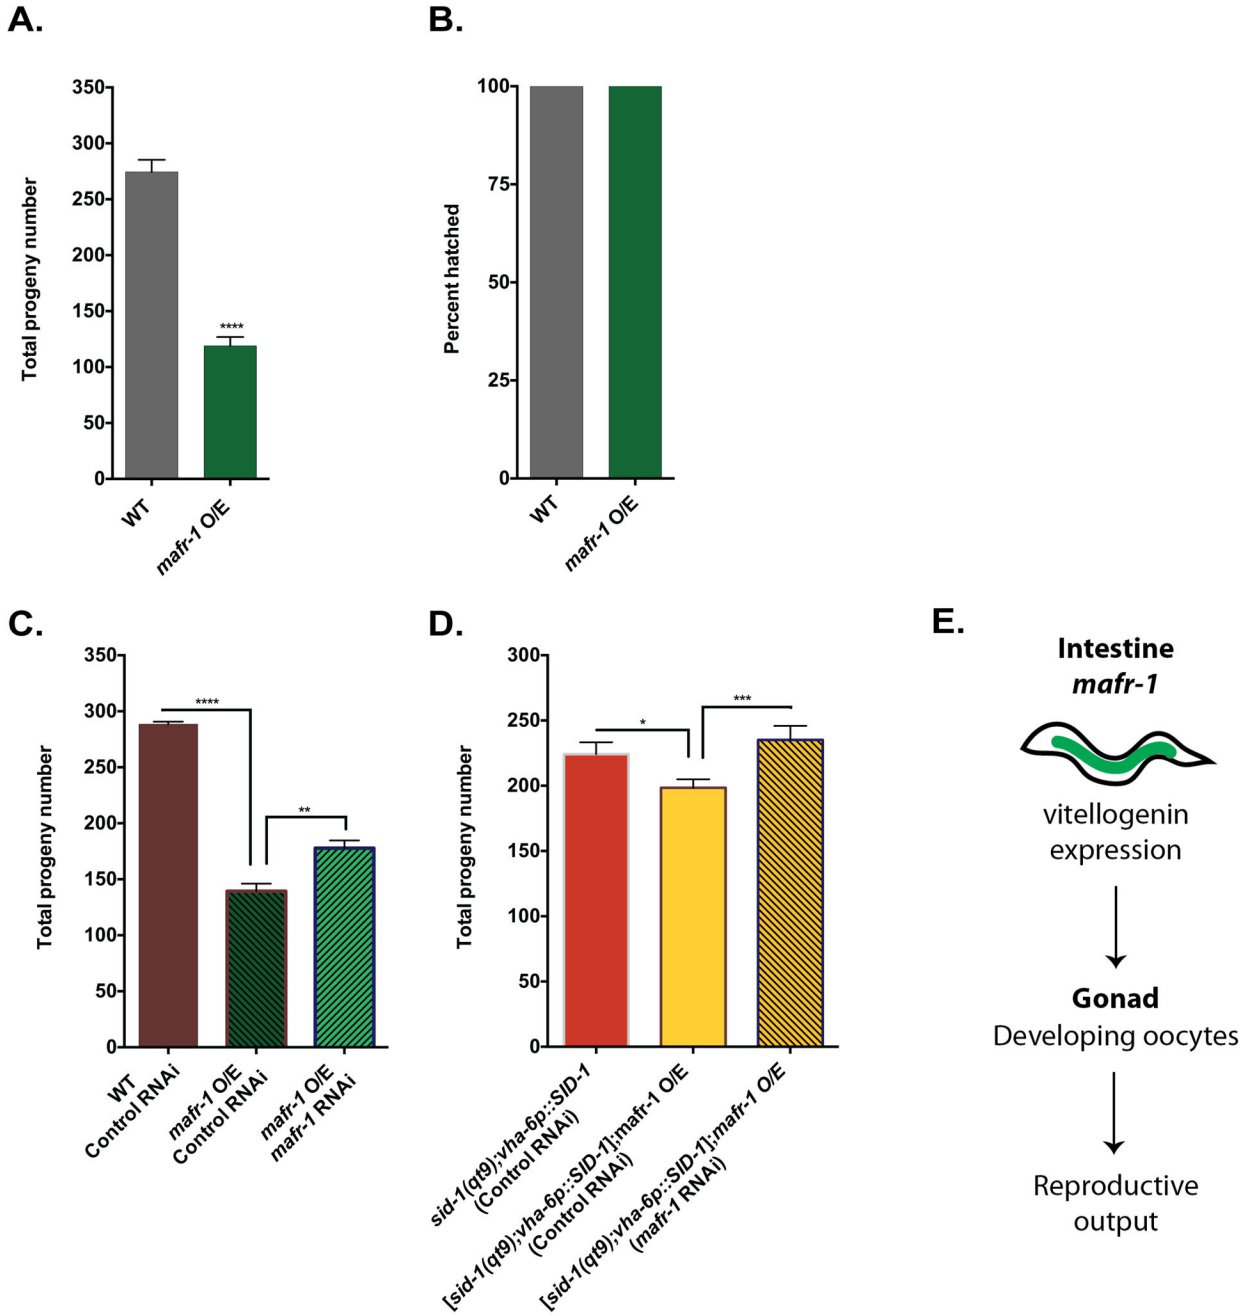 A.
Total progeny number
350
300
250
200
150
100
50
0
****
WT
mafr-1 O/E
B.
Percent hatched
100
75
50
25
0
WT
mafr-1 O/E
C.
Total progeny number
350
300
250
200
150
100
50
0
****
**
WT
Control RNAi
mafr-1 O/E
Control RNAi
mafr-1 O/E
mafr-1 RNAi
D.
Total progeny number
300
250
200
150
100
50
0
*
***
sid-1(qt9);vha-6p::SID-1
(Control RNAi)
[sid-1(qt9);vha-6p::SID-1];mafr-1 O/E
(Control RNAi)
[sid-1(qt9);vha-6p::SID-1];mafr-1 O/E
(mafr-1 RNAi)
E.
Intestine
mafr-1
vitellogenin
expression
Gonad
Developing oocytes
Reproductive
output